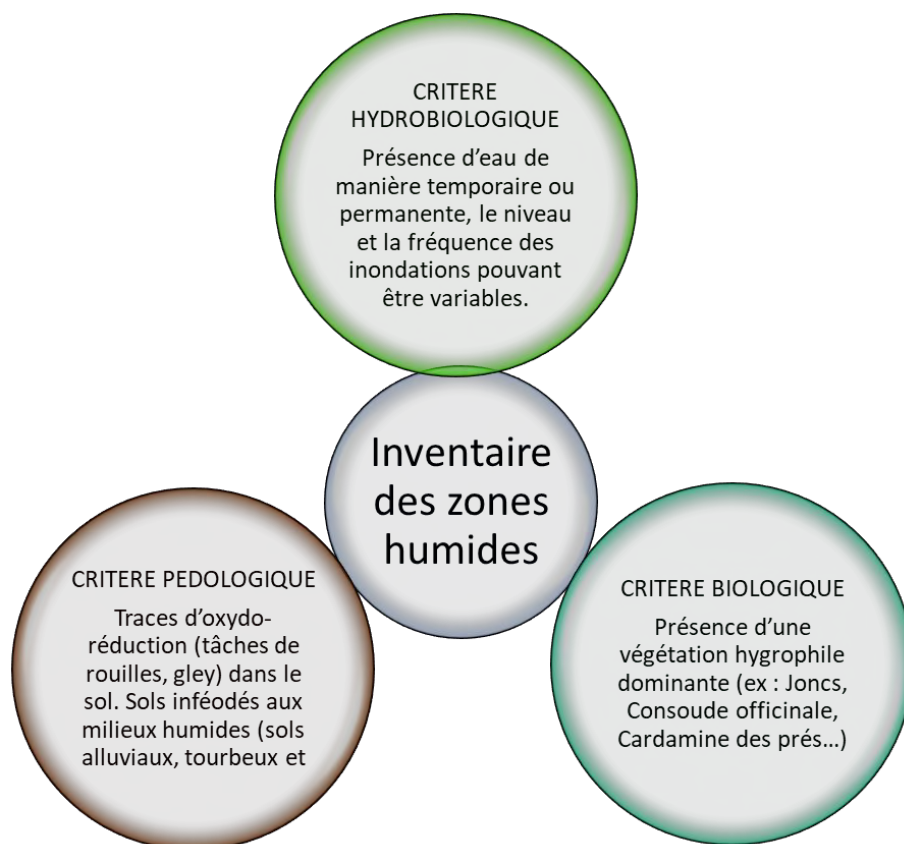 CRITERE
HYDROBIOLOGIQUE
Présence d’eau de
manière temporaire ou
permanente, le niveau
et la fréquence des
inondations pouvant
être variables.
Inventaire
des zones
humides
CRITERE PEDOLOGIQUE
Traces d’oxydo-
réduction (tâches de
rouilles, gley) dans le
sol. Sols inféodés aux
milieux humides (sols
alluviaux, tourbeux et
CRITERE BIOLOGIQUE
Présence d’une
végétation hygrophile
dominante (ex : Joncs,
Consoude officinale,
Cardamine des prés…)